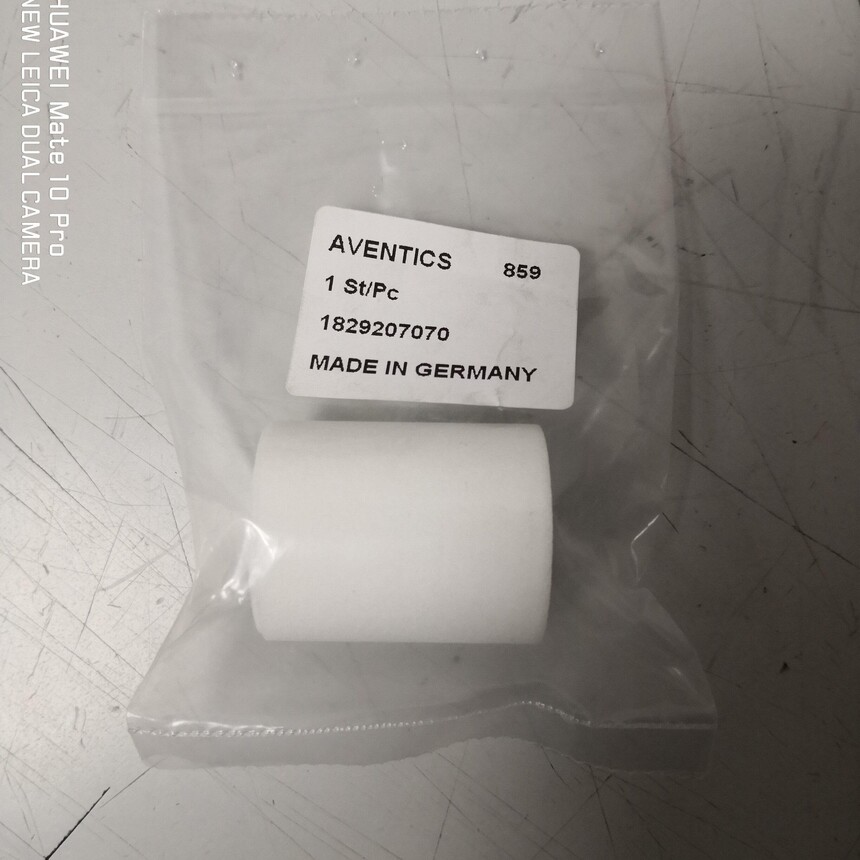 HUAWEI Mate 10 Pro
NEW LEICA DUAL CAMERA
AVENTICS 859
1 St/Pc
1829207070
MADE IN GERMANY